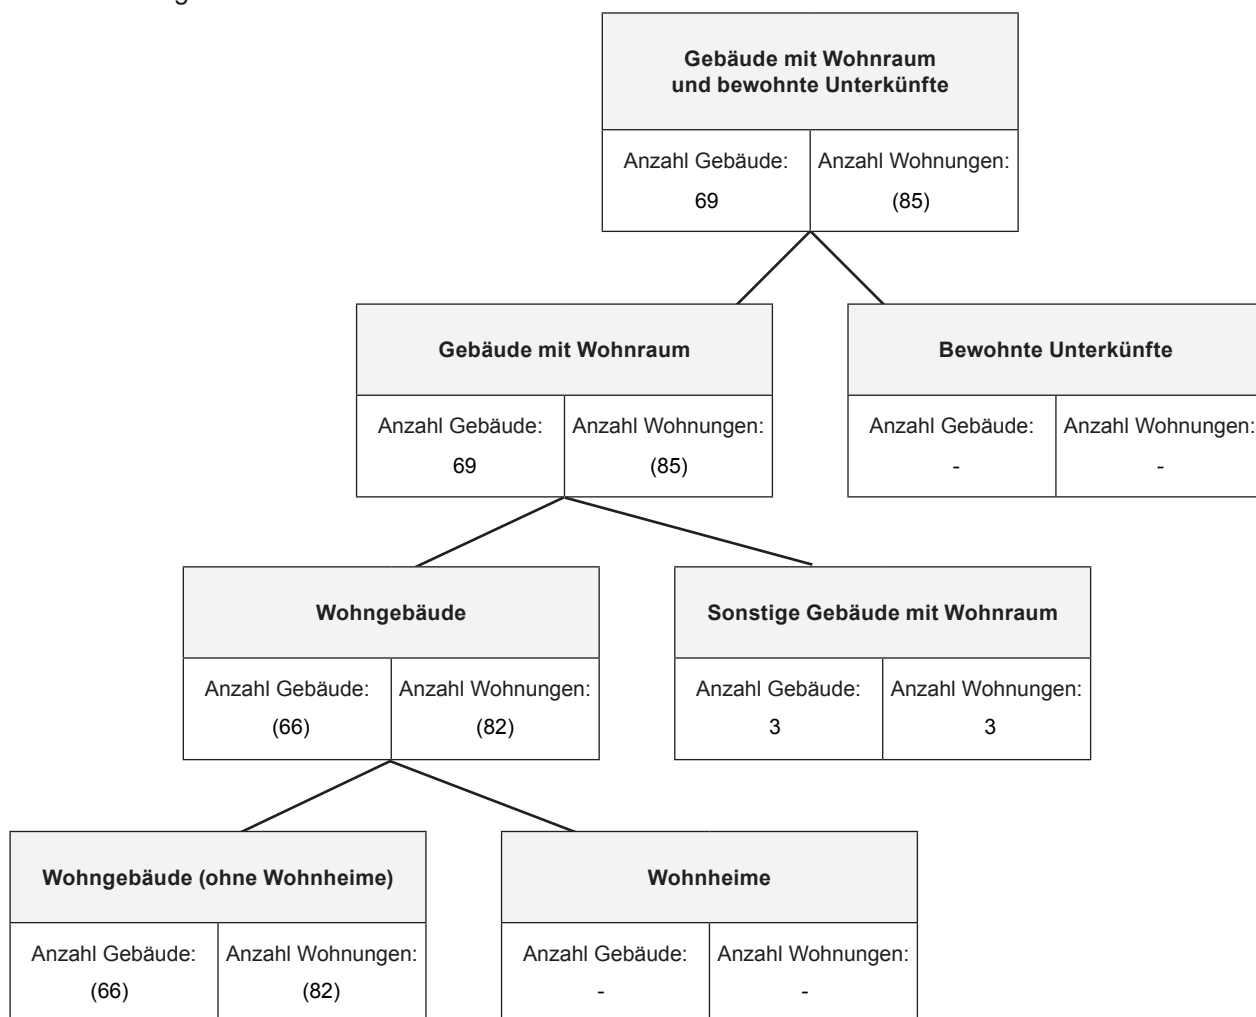 Gebäude mit Wohnraum
und bewohnte Unterkünfte
Anzahl Gebäude: Anzahl Wohnungen:
69 (85)
Gebäude mit Wohnraum
Anzahl Gebäude: Anzahl Wohnungen:
69 (85)
Bewohnte Unterkünfte
Anzahl Gebäude: Anzahl Wohnungen:
- -
Wohngebäude
Anzahl Gebäude: Anzahl Wohnungen:
(66) (82)
Sonstige Gebäude mit Wohnraum
Anzahl Gebäude: Anzahl Wohnungen:
3 3
Wohngebäude (ohne Wohnheime)
Anzahl Gebäude: Anzahl Wohnungen:
(66) (82)
Wohnheime
Anzahl Gebäude: Anzahl Wohnungen:
- -